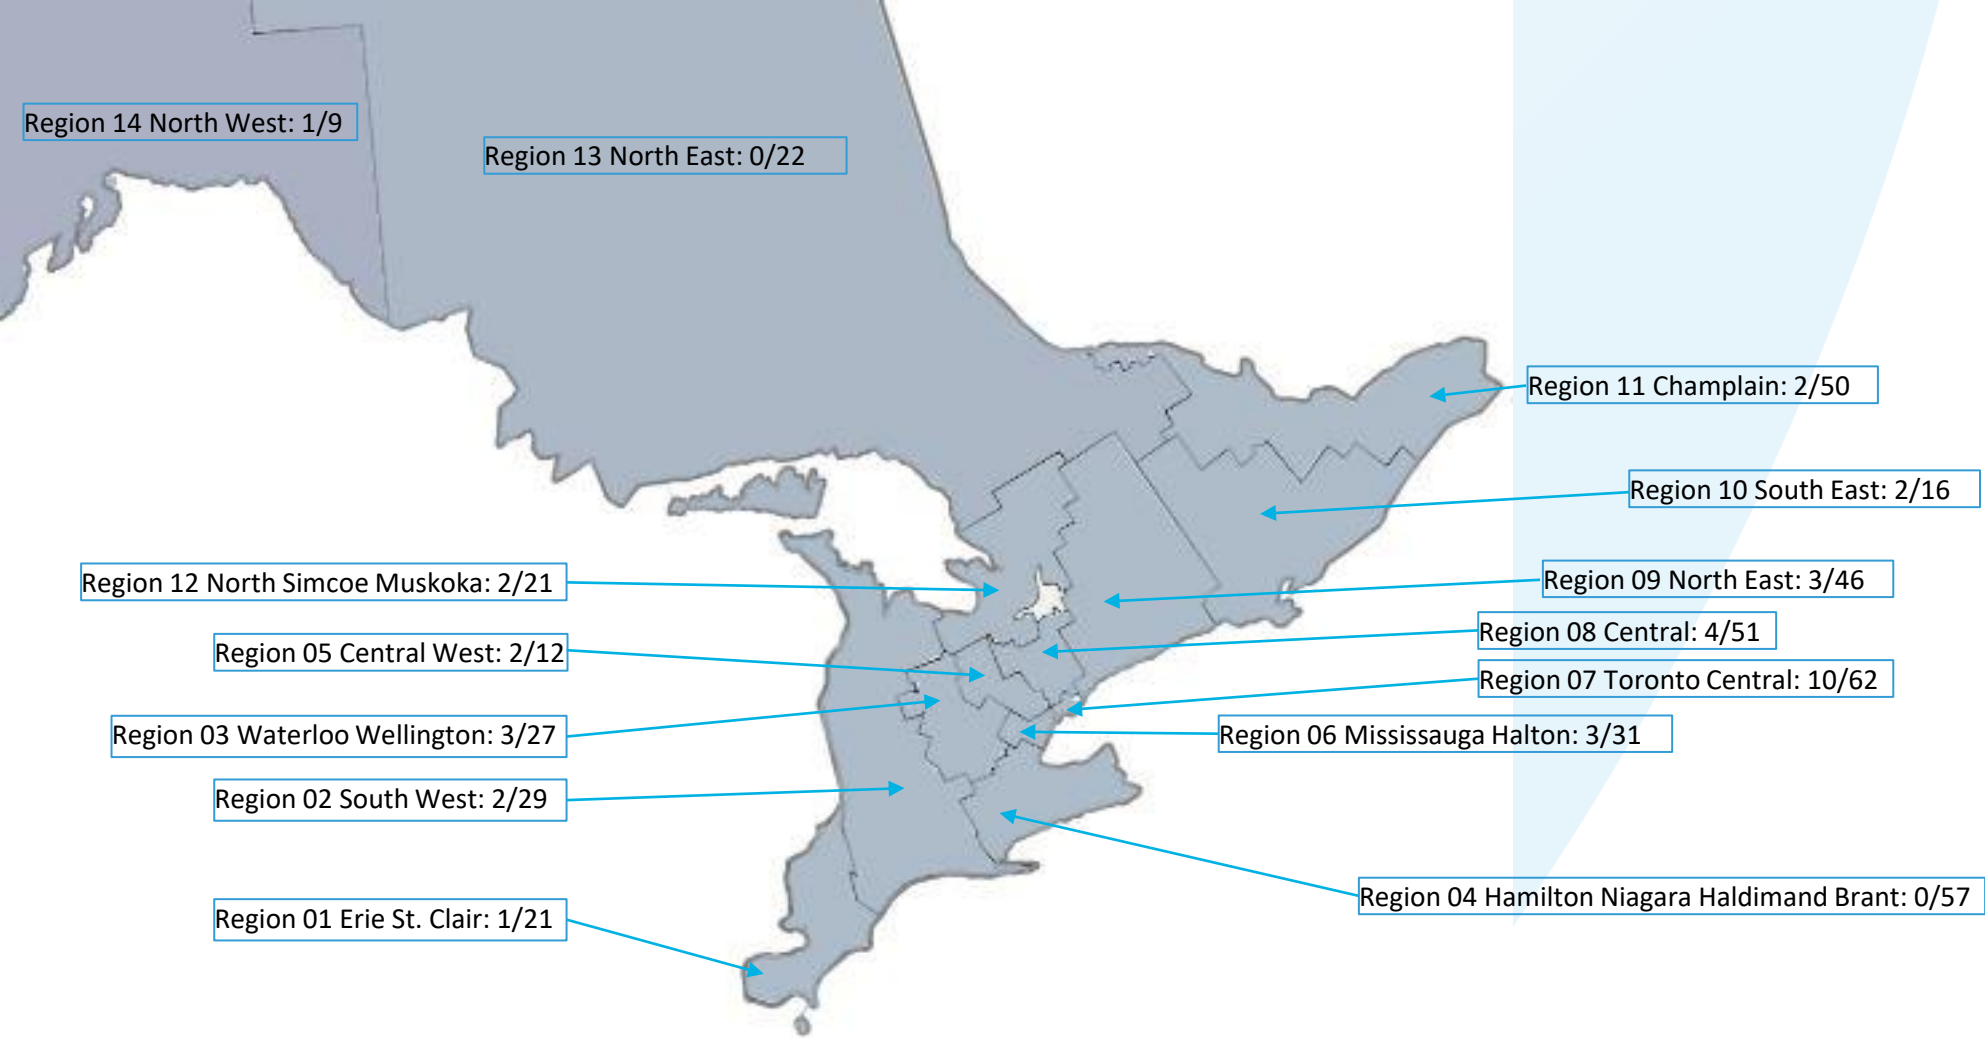 Region 14 North West: 1/9
Region 13 North East: 0/22
Region 11 Champlain: 2/50
Region 10 South East: 2/16
Region 12 North Simcoe Muskoka: 2/21
Region 09 North East: 3/46
Region 08 Central: 4/51
Region 05 Central West: 2/12
Region 07 Toronto Central: 10/62
Region 03 Waterloo Wellington: 3/27
Region 06 Mississauga Halton: 3/31
Region 02 South West: 2/29
Region 04 Hamilton Niagara Haldimand Brant: 0/57
Region 01 Erie St. Clair: 1/21